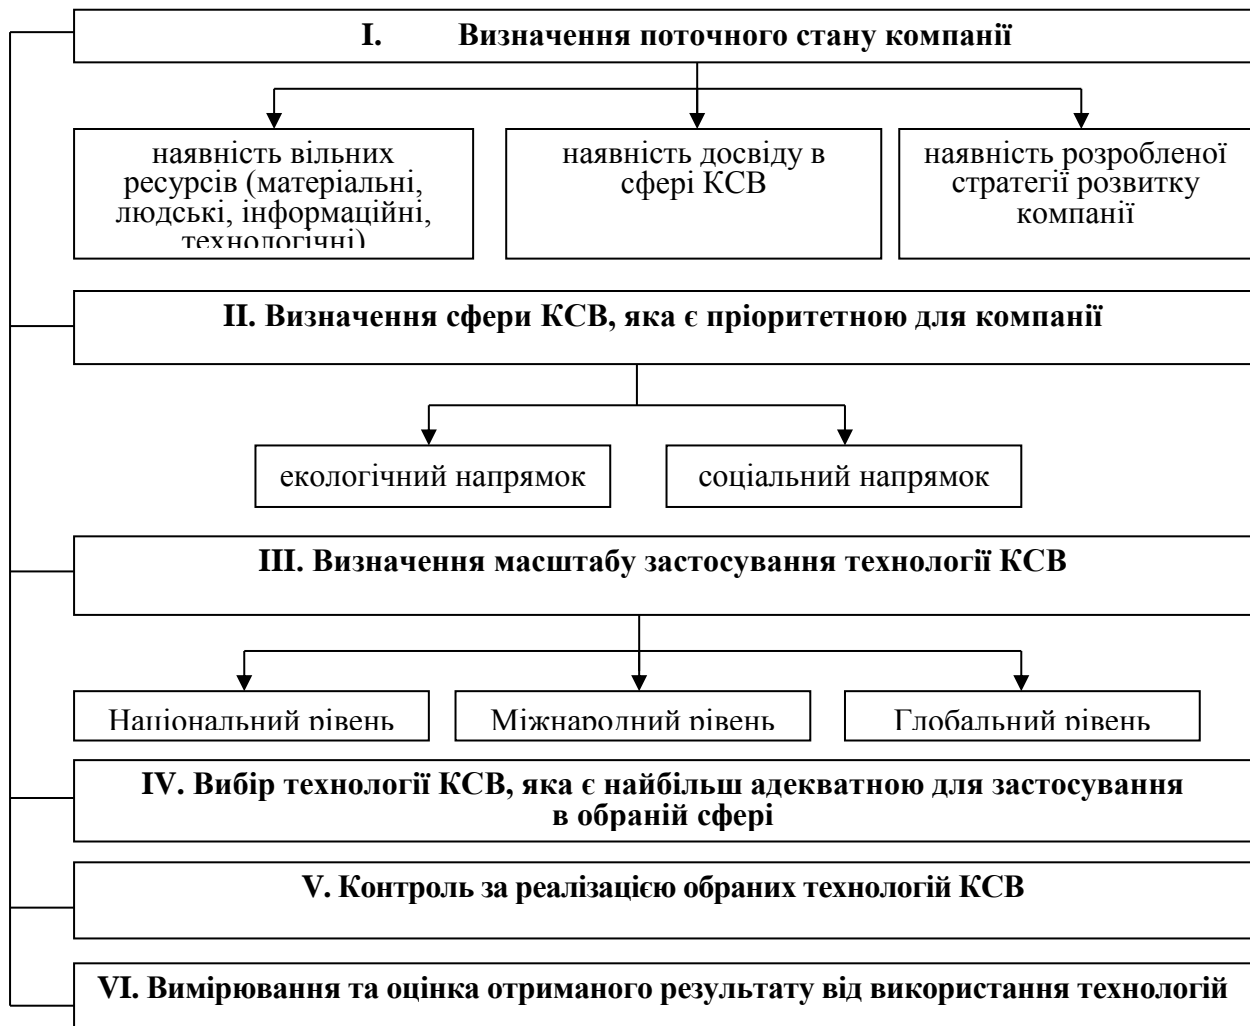 I. Визначення поточного стану компанії
наявність вільних
ресурсів (матеріальні,
людські, інформаційні,
технологічні)
наявність досвіду в
сфері КСВ
наявність розробленої
стратегії розвитку
компанії
II. Визначення сфери КСВ, яка є пріоритетною для компанії
екологічний напрямок
соціальний напрямок
III. Визначення масштабу застосування технології КСВ
Національний рівень
Міжнародний рівень
Глобальний рівень
IV. Вибір технології КСВ, яка є найбільш адекватною для застосування
в обраній сфері
V. Контроль за реалізацією обраних технологій КСВ
VI. Вимірювання та оцінка отриманого результату від використання технологій